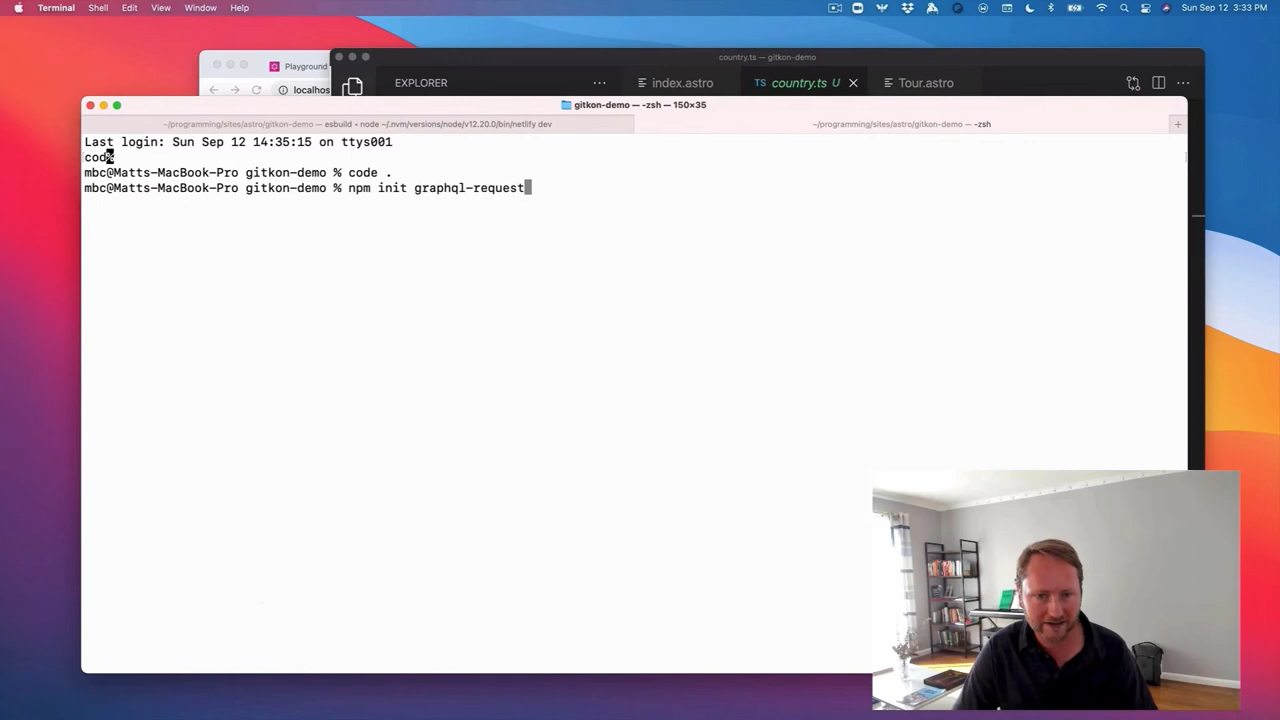 Terminal Shell Edit View Window Help Sun Sep 12 3:33 PM
country.ts — gitkon-demo
Playground
EXPLORER ··· index.astro TS country.ts U Tour.astro ···
localhos
gitkon-demo — -zsh — 150×35
~/programming/sites/astro/gitkon-demo — esbuild • node ~/.nvm/versions/node/v12.20.0/bin/netlify dev ~/programming/sites/astro/gitkon-demo — -zsh
Last login: Sun Sep 12 14:35:15 on ttys001
cod%
mbc@Matts-MacBook-Pro gitkon-demo % code .
mbc@Matts-MacBook-Pro gitkon-demo % npm init graphql-request